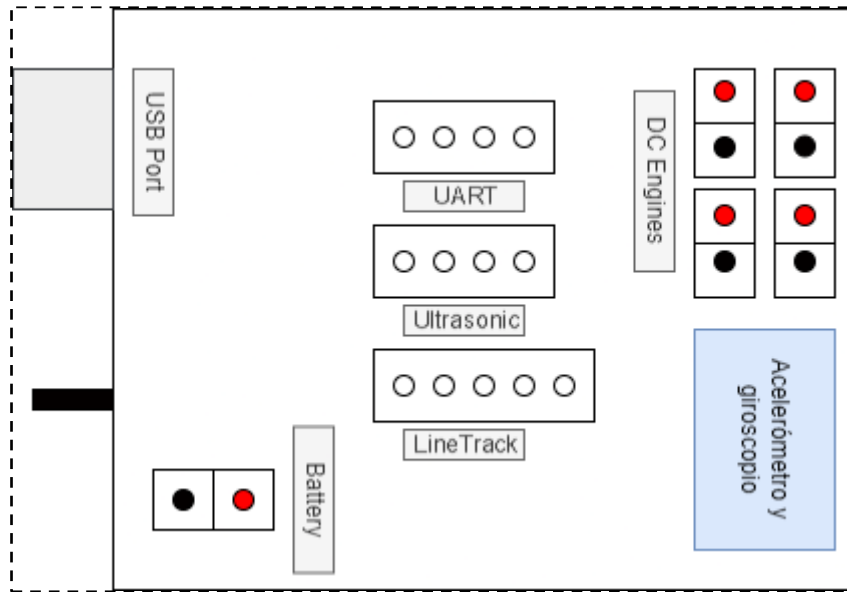 USB Port
UART
DC Engines
Ultrasonic
LineTrack
Acelerómetro y
giroscopio
Battery